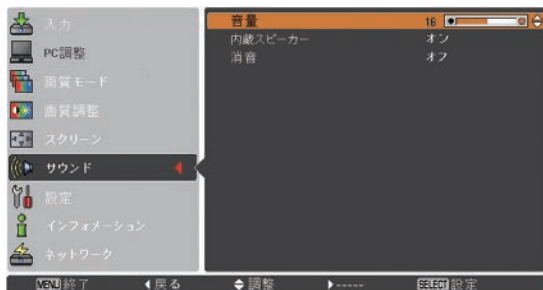 入力
PC調整
画質モード
画質調整
スクリーン
サウンド
設定
インフォメーション
ネットワーク
音量 16
内蔵スピーカー オン
消音 オフ
MENU 終了 戻る 調整 ----- SELECT 設定